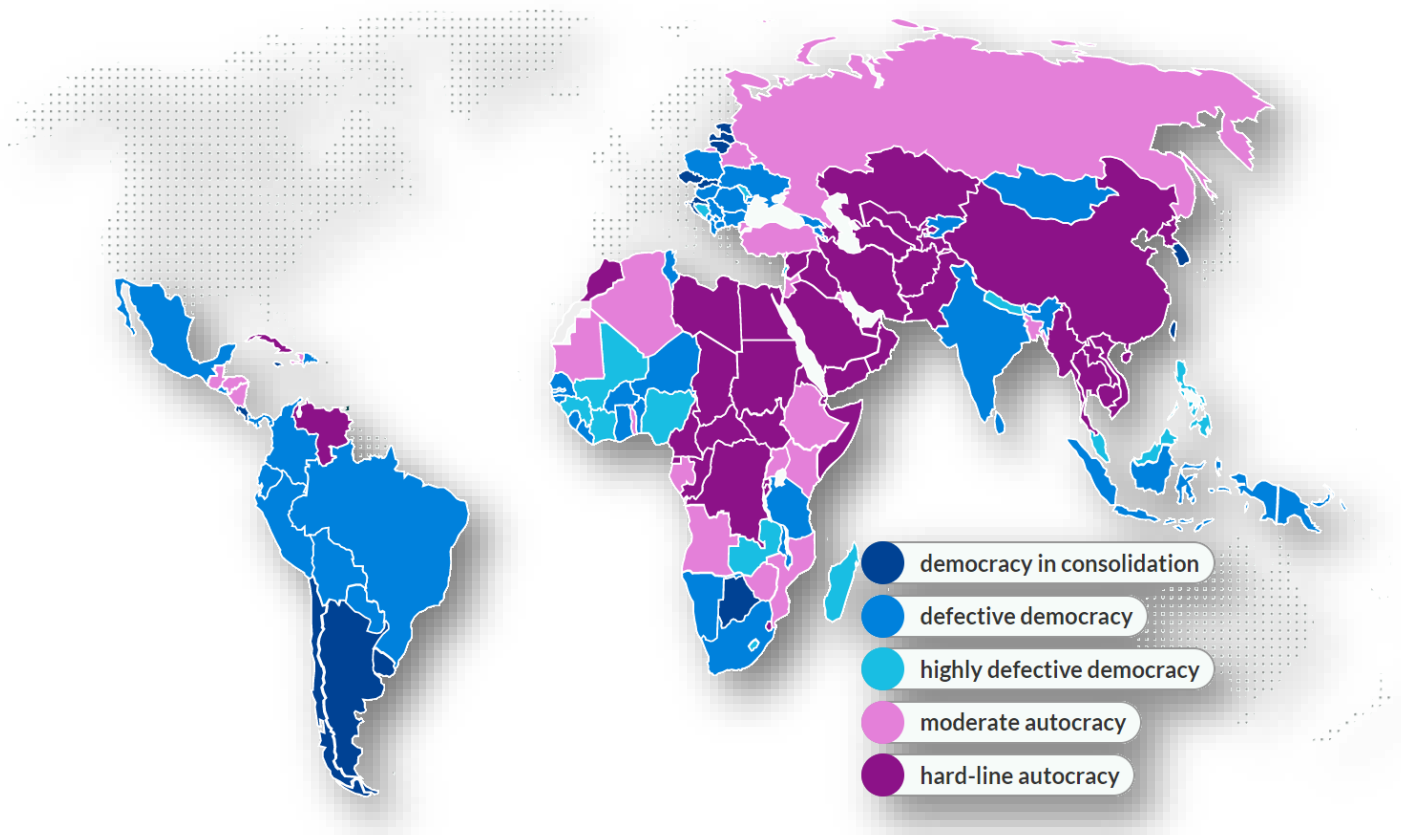 democracy in consolidation
defective democracy
highly defective democracy
moderate autocracy
hard-line autocracy